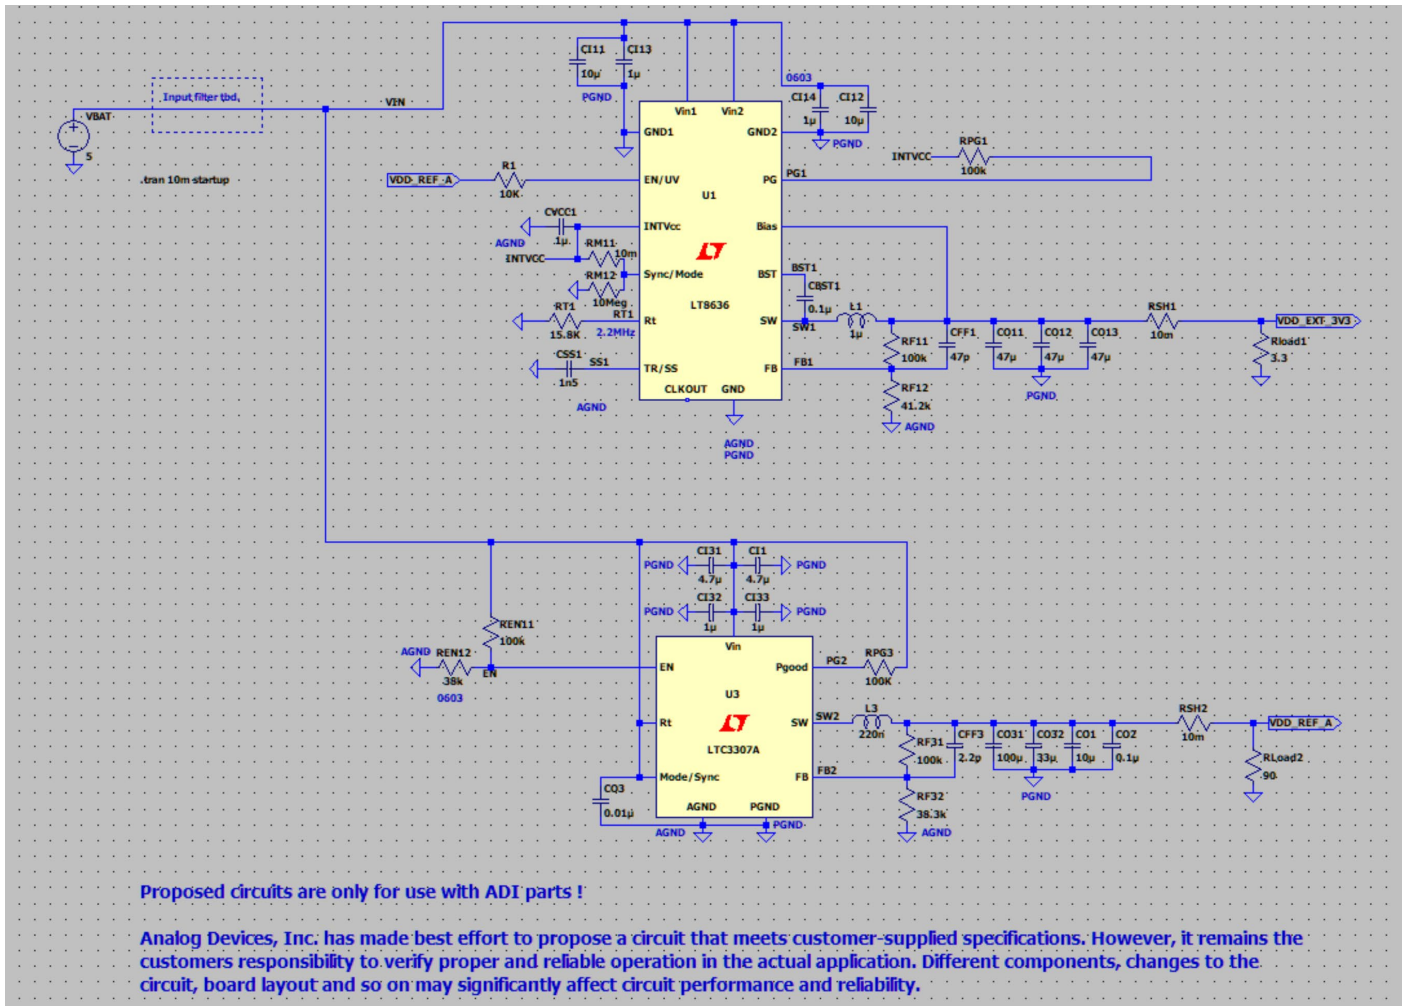 CI11
CI13
10µ
1µ
PGND
0603
CI14
CI12
1µ
10µ
PGND
Input filter tbd.
VIN
VBAT
5
.tran 10m startup
Vin1
Vin2
GND1
GND2
INTVCC
RPG1
100k
VDD_REF_A
R1
10K
EN/UV
PG
PG1
U1
CVCC1
1µ
AGND
INTVcc
Bias
INTVCC
RM11
10m
RM12
10Meg
Sync/Mode
BST
BST1
CBST1
0.1µ
LT8636
RT1
15.8K
RT1
2.2MHz
Rt
SW
SW1
L1
1µ
RF11
100k
CFF1
47p
CO11
47µ
CO12
47µ
CO13
47µ
RSH1
10m
VDD_EXT_3V3
Rload1
3.3
CSS1
1n5
SS1
TR/SS
FB
FB1
CLKOUT
GND
AGND
PGND
RF12
41.2k
AGND
AGND
PGND
PGND
CI31
4.7µ
CI1
4.7µ
PGND
PGND
CI32
1µ
CI33
1µ
PGND
REN11
100k
AGND
REN12
38k
EN
0603
Vin
EN
Pgood
PG2
RPG3
100K
U3
Rt
SW
SW2
L3
220n
LTC3307A
RF31
100k
CFF3
2.2p
CO31
100µ
CO32
33µ
CO1
10µ
CO2
0.1µ
RSH2
10m
VDD_REF_A
RLoad2
90
Mode/Sync
FB
FB2
CQ3
0.01µ
AGND
PGND
AGND
PGND
RF32
38.3k
AGND
PGND
Proposed circuits are only for use with ADI parts !
Analog Devices, Inc. has made best effort to propose a circuit that meets customer-supplied specifications. However, it remains the
customers responsibility to verify proper and reliable operation in the actual application. Different components, changes to the
circuit, board layout and so on may significantly affect circuit performance and reliability.